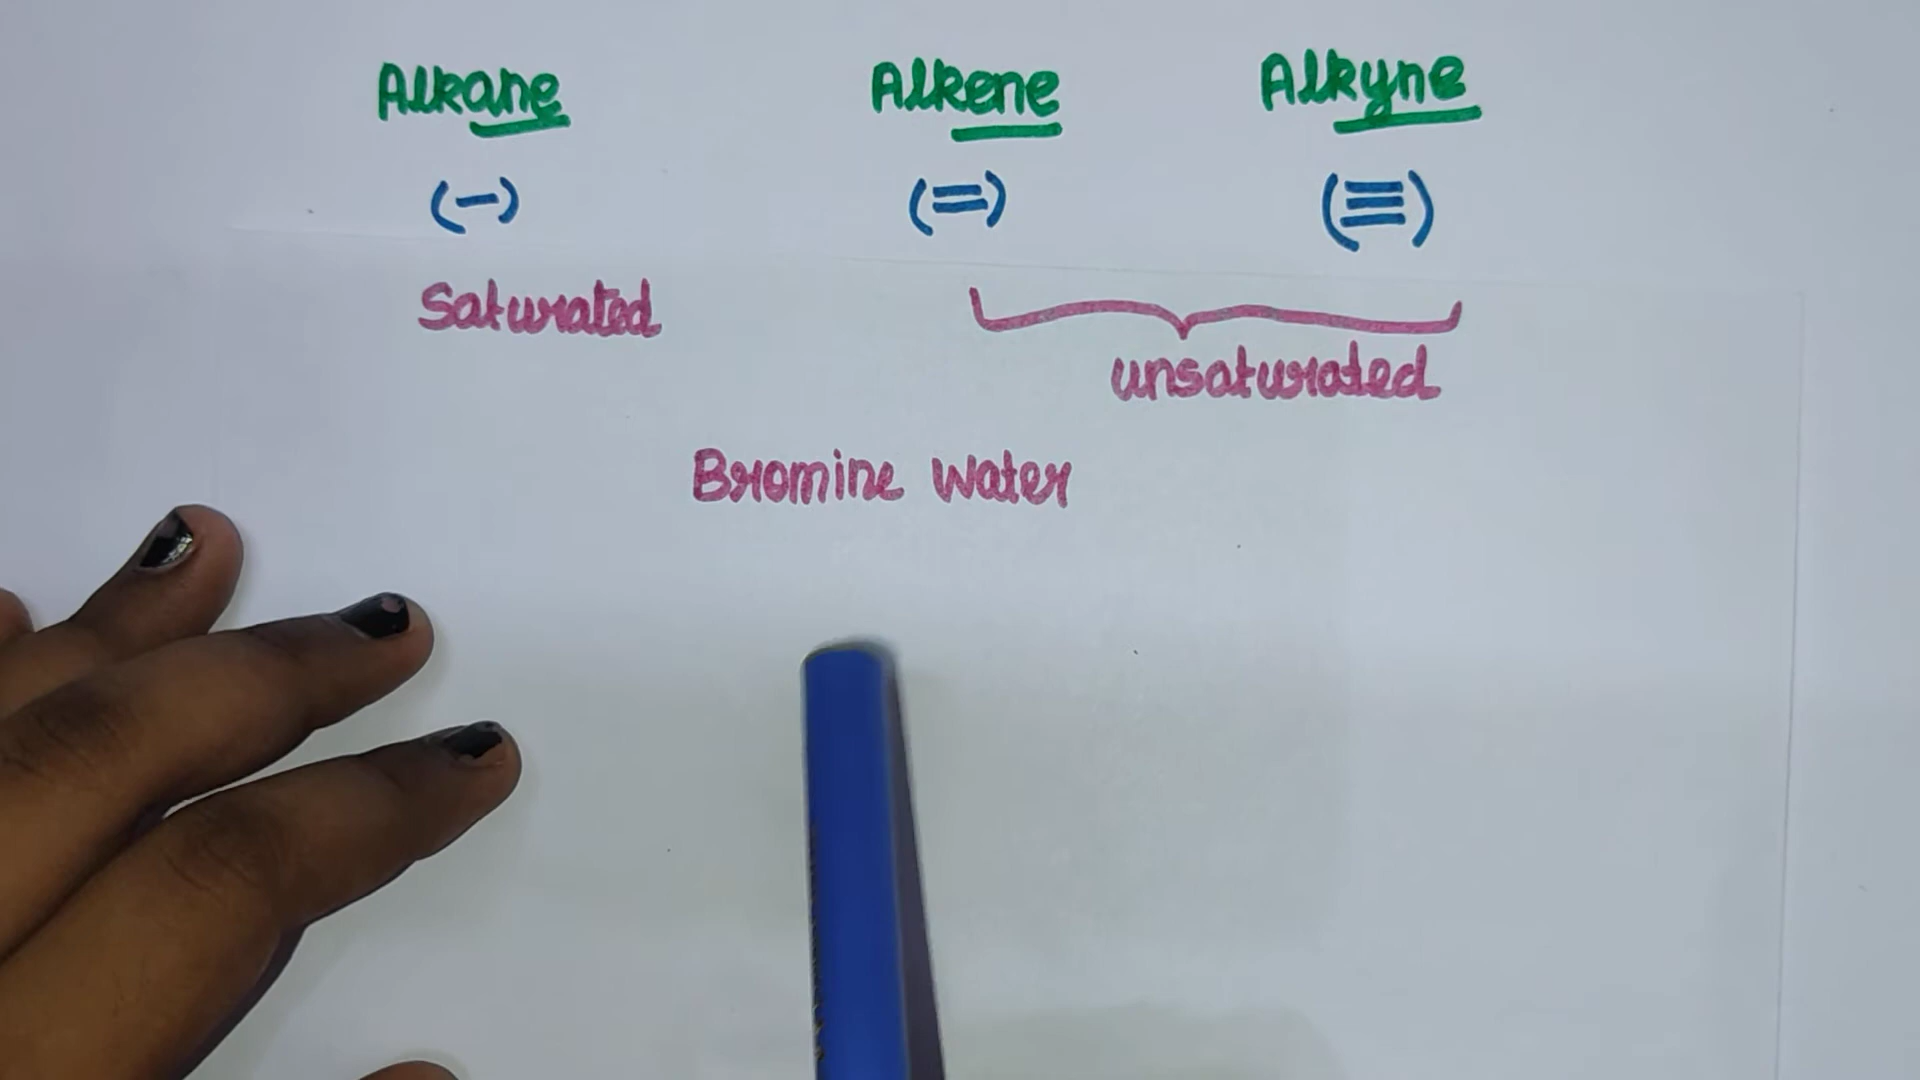 Alkane Alkene Alkyne
(-) (=) (≡)
Saturated
unsaturated
Bromine water